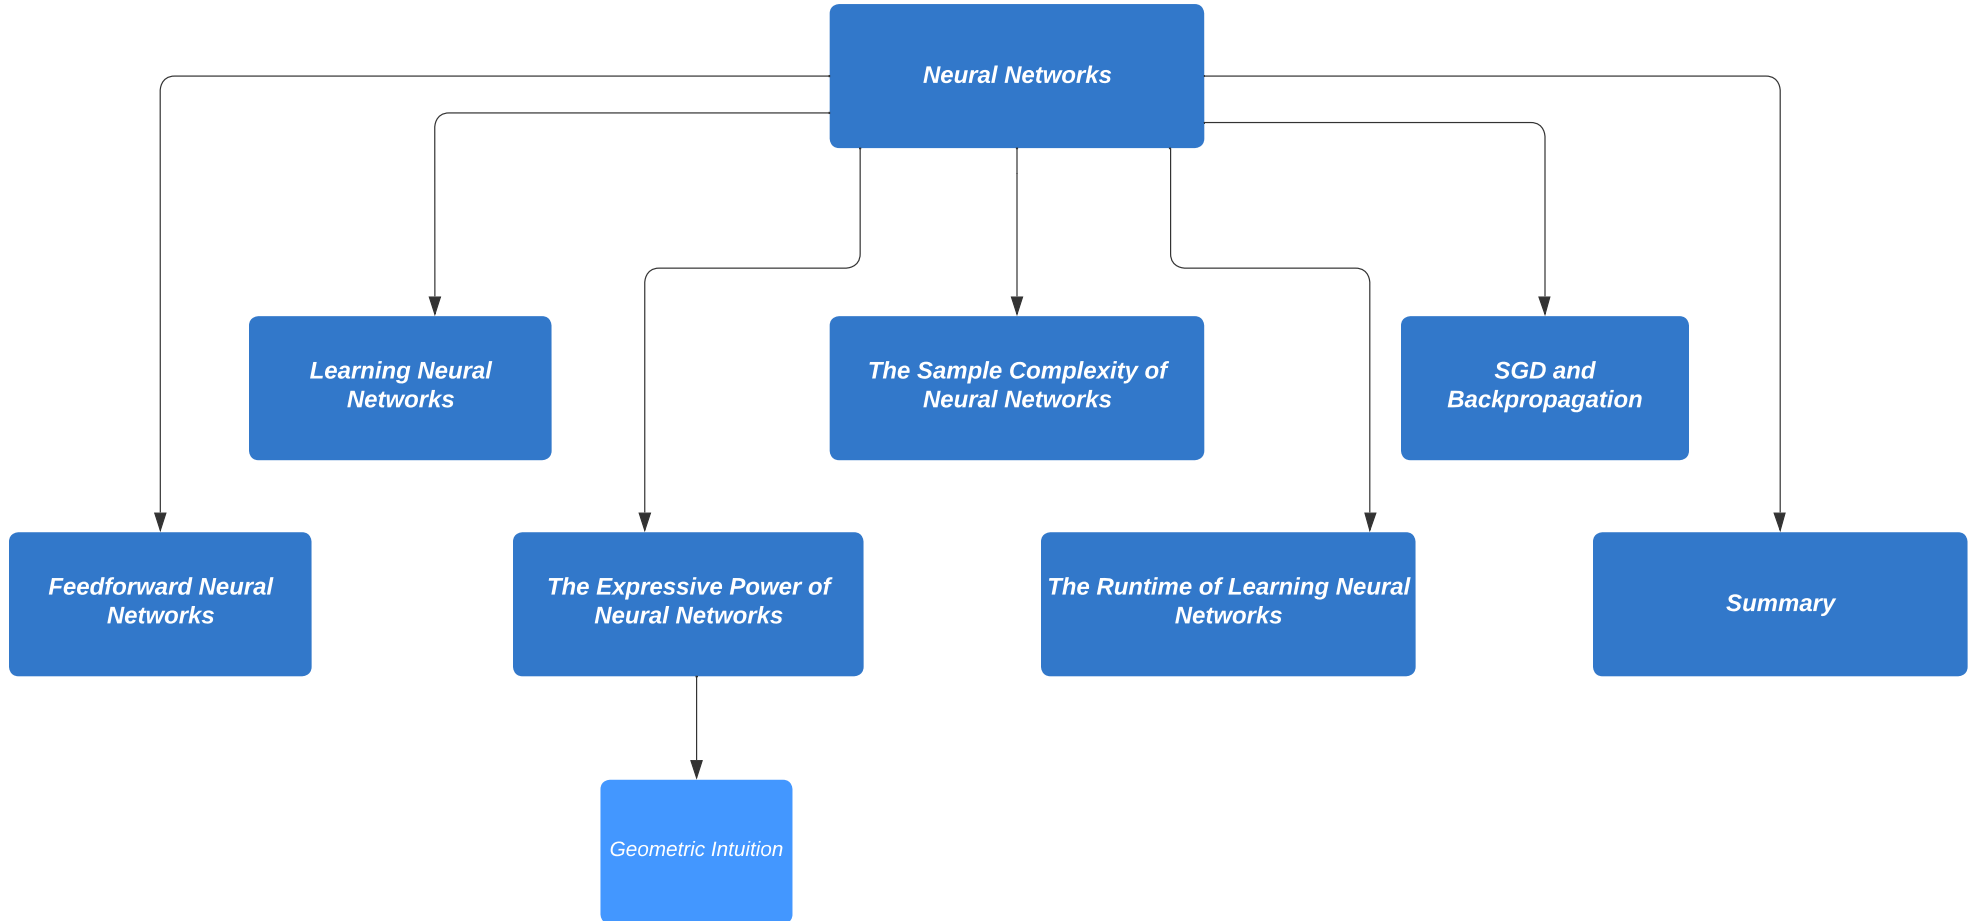 Neural Networks
Learning Neural
Networks
The Sample Complexity of
Neural Networks
SGD and
Backpropagation
Feedforward Neural
Networks
The Expressive Power of
Neural Networks
The Runtime of Learning Neural
Networks
Summary
Geometric Intuition